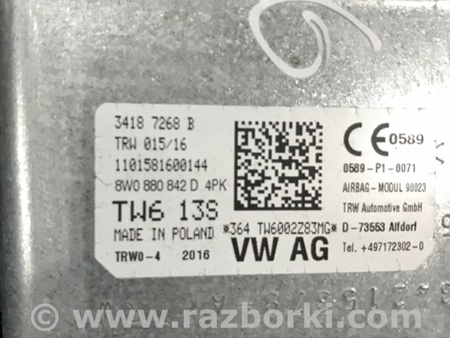 3418 7268 B
TRW 015/16
1101581600144
8W0 880 842 D 4PK
TW6 13S
MADE IN POLAND
TRW0-4 2016
*364 TW6002Z83MG*
VW AG
CE 0589
0589-P1-0071
AIRBAG-MODUL 90023
TRW Automotive GmbH
D-73553 Alfdorf
Tel. +497172302-0
www.razborki.com